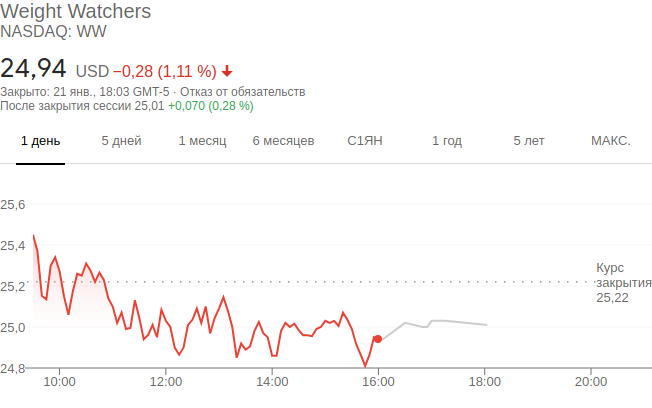 Weight Watchers
NASDAQ: WW
24,94 USD −0,28 (1,11 %)
Закрыто: 21 янв., 18:03 GMT-5 · Отказ от обязательств
После закрытия сессии 25,01 +0,070 (0,28 %)
1 день 5 дней 1 месяц 6 месяцев С1ЯН 1 год 5 лет МАКС.
25,6
25,4
Курс
закрытия
25,22
25,2
25,0
24,8
10:00 12:00 14:00 16:00 18:00 20:00